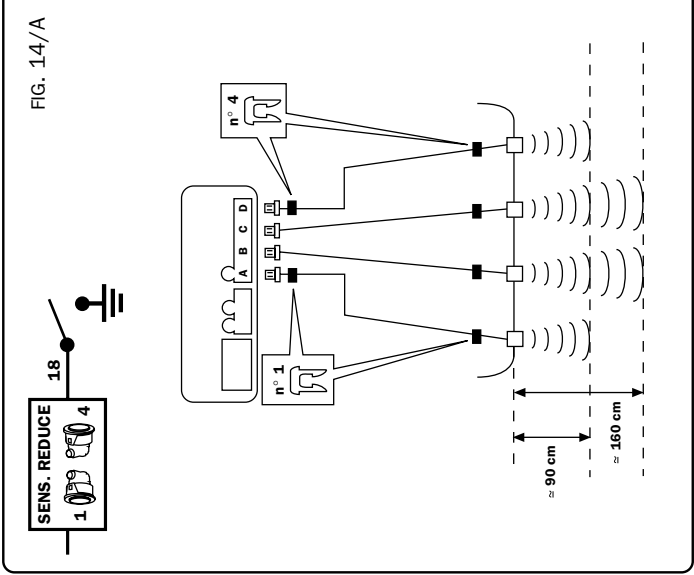 FIG. 14/A
SENS. REDUCE
1 4
18
n° 4
n° 1
A B C D
≈ 90 cm
≈ 160 cm